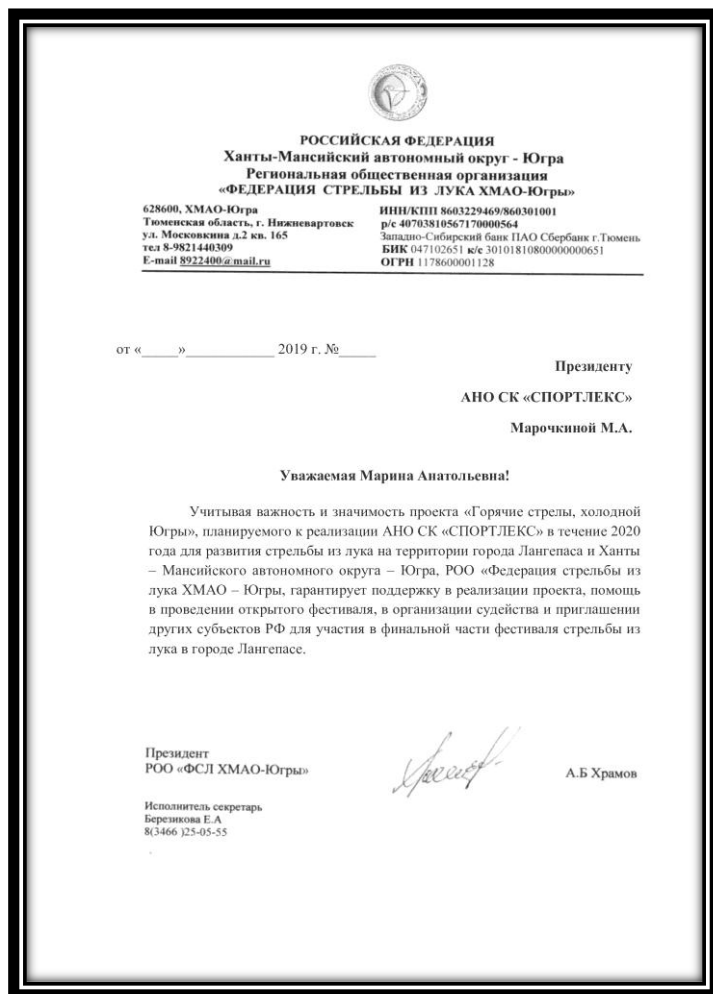 РОССИЙСКАЯ ФЕДЕРАЦИЯ
Ханты-Мансийский автономный округ - Югра
Региональная общественная организация
«ФЕДЕРАЦИЯ СТРЕЛЬБЫ ИЗ ЛУКА ХМАО-Югры»
628600, ХМАО-Югра
Тюменская область, г. Нижневартовск
ул. Московкина д.2 кв. 165
тел 8-9821440309
E-mail 8922400@mail.ru
ИНН/КПП 8603229469/860301001
р/с 40703810567170000564
Западно-Сибирский банк ПАО Сбербанк г.Тюмень
БИК 047102651 к/с 30101810800000000651
ОГРН 1178600001128
от «_____»____________ 2019 г. №_____
Президенту
АНО СК «СПОРТЛЕКС»
Марочкиной М.А.
Уважаемая Марина Анатольевна!
Учитывая важность и значимость проекта «Горячие стрелы, холодной
Югры», планируемого к реализации АНО СК «СПОРТЛЕКС» в течение 2020
года для развития стрельбы из лука на территории города Лангепаса и Ханты
– Мансийского автономного округа – Югра, РОО «Федерация стрельбы из
лука ХМАО – Югры, гарантирует поддержку в реализации проекта, помощь
в проведении открытого фестиваля, в организации судейства и приглашении
других субъектов РФ для участия в финальной части фестиваля стрельбы из
лука в городе Лангепасе.
Президент
РОО «ФСЛ ХМАО-Югры»
А.Б Храмов
Исполнитель секретарь
Березикова Е.А
8(3466 )25-05-55